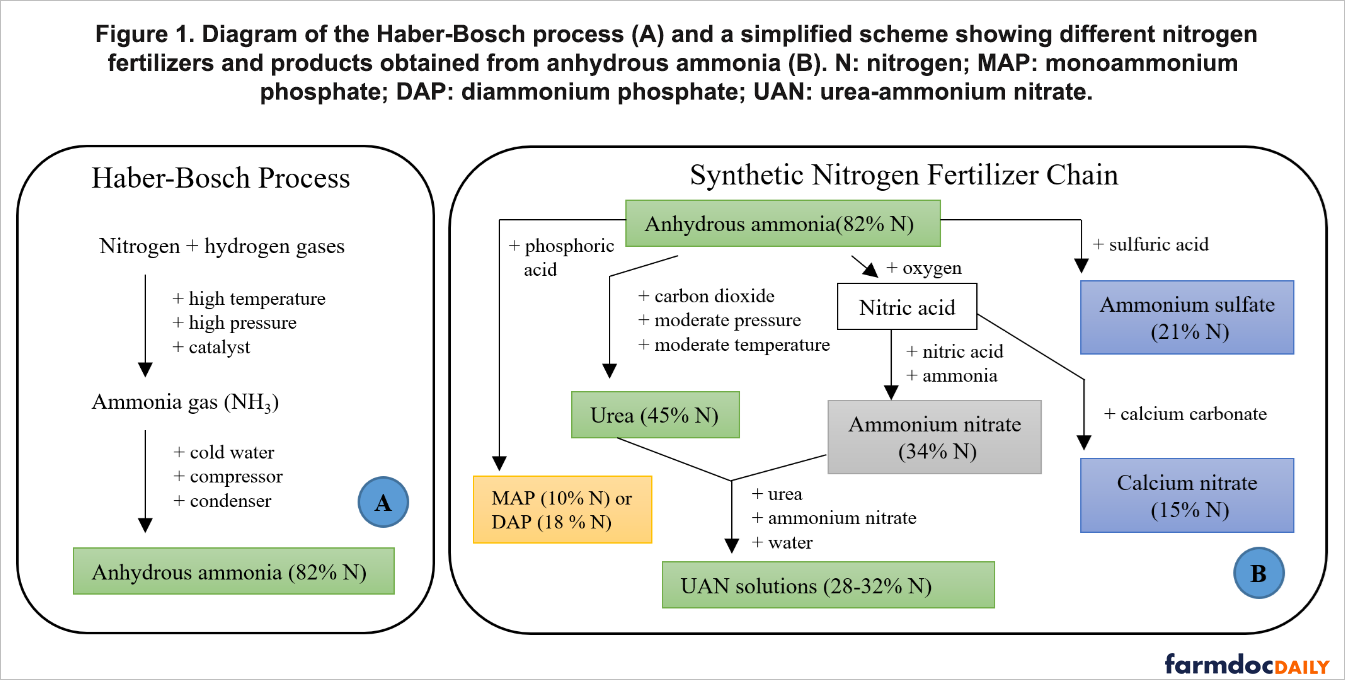 Figure 1. Diagram of the Haber-Bosch process (A) and a simplified scheme showing different nitrogen
fertilizers and products obtained from anhydrous ammonia (B). N: nitrogen; MAP: monoammonium
phosphate; DAP: diammonium phosphate; UAN: urea-ammonium nitrate.
Haber-Bosch Process
Nitrogen + hydrogen gases
+ high temperature
+ high pressure
+ catalyst
Ammonia gas (NH₃)
+ cold water
+ compressor
+ condenser
A
Anhydrous ammonia (82% N)
Synthetic Nitrogen Fertilizer Chain
Anhydrous ammonia(82% N)
+ phosphoric
acid
+ carbon dioxide
+ moderate pressure
+ moderate temperature
+ oxygen
Nitric acid
+ sulfuric acid
Ammonium sulfate
(21% N)
+ nitric acid
+ ammonia
Urea (45% N)
Ammonium nitrate
(34% N)
+ calcium carbonate
Calcium nitrate
(15% N)
MAP (10% N) or
DAP (18 % N)
+ urea
+ ammonium nitrate
+ water
UAN solutions (28-32% N)
B
farmdocDAILY